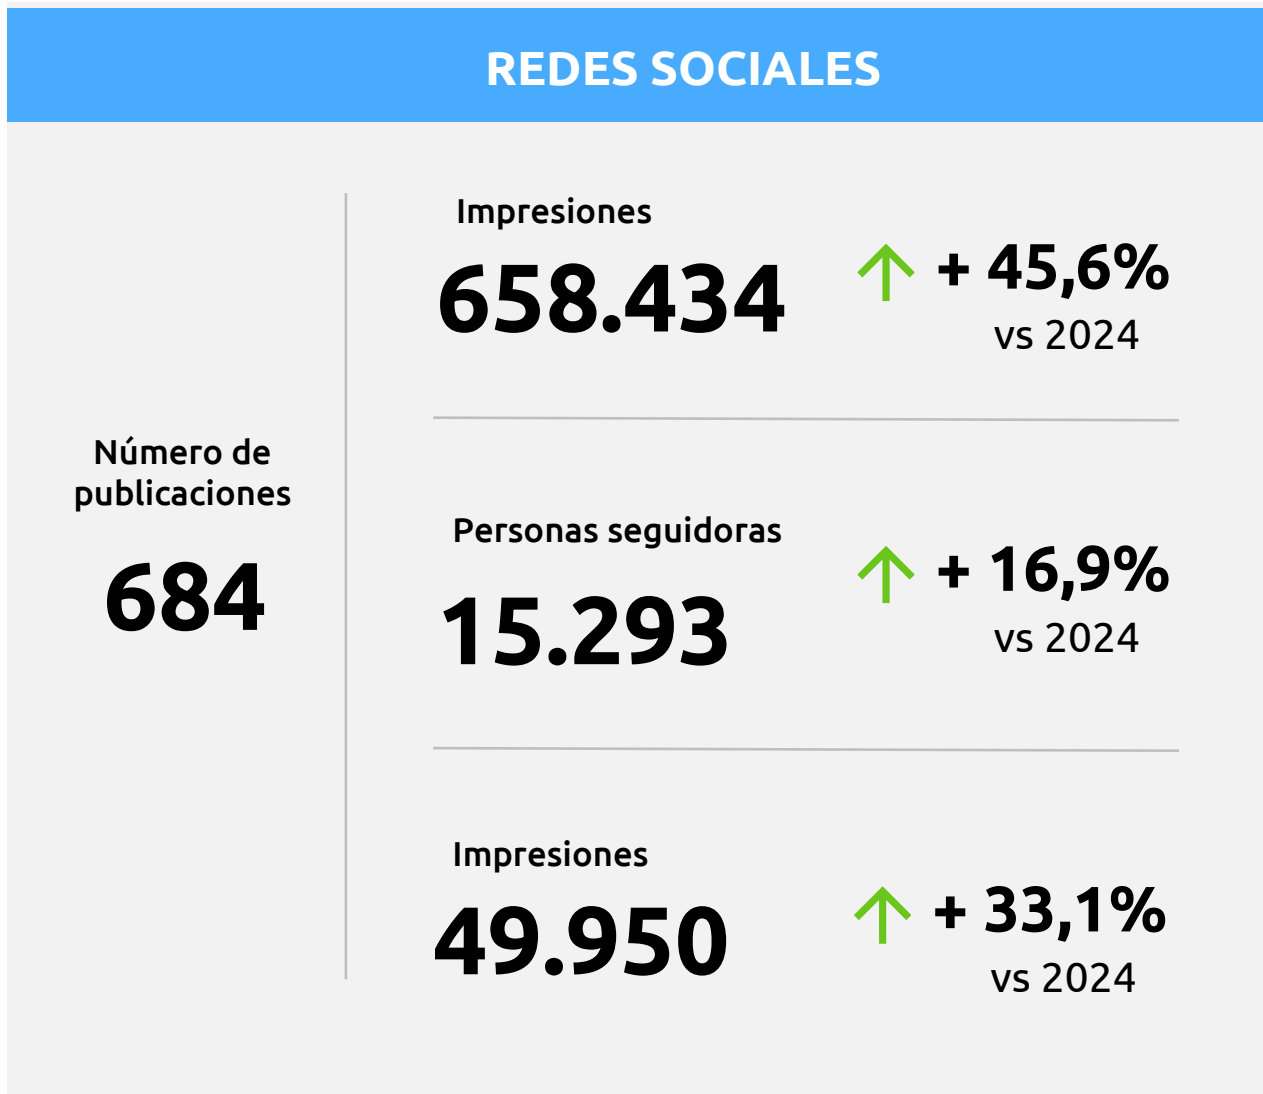 REDES SOCIALES
Número de
publicaciones
684
Impresiones
658.434
+ 45,6%
vs 2024
Personas seguidoras
15.293
+ 16,9%
vs 2024
Impresiones
49.950
+ 33,1%
vs 2024